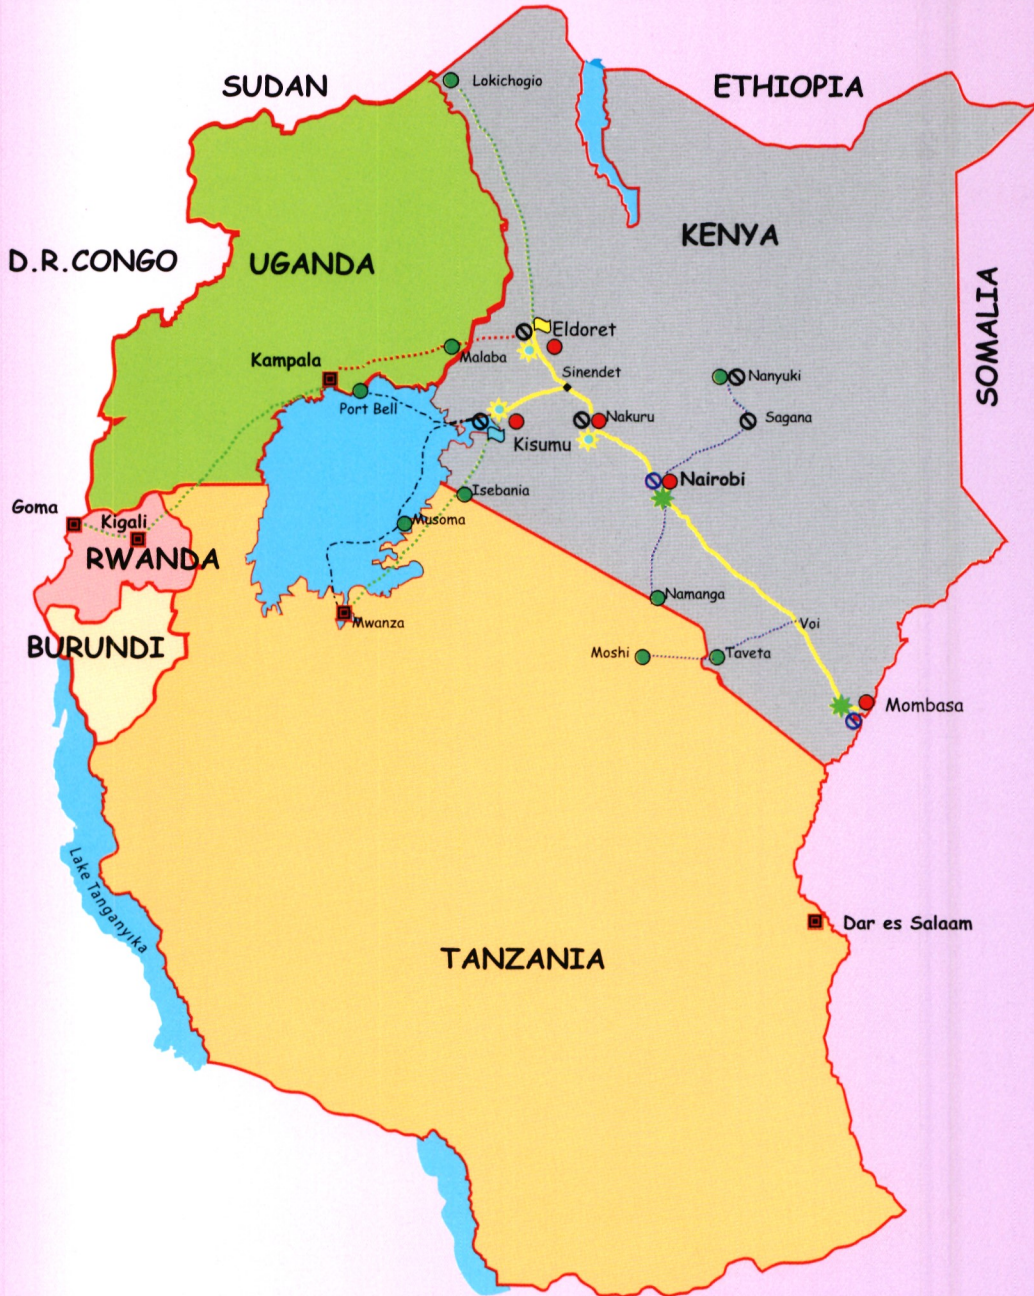 SUDAN
Lokichogio
ETHIOPIA
KENYA
D.R.CONGO
UGANDA
SOMALIA
Eldoret
Kampala
Malaba
Sinendet
Nanyuki
Port Bell
Nakuru
Sagana
Kisumu
Nairobi
Isebania
Goma
Kigali
Musoma
RWANDA
Namanga
Mwanza
Voi
BURUNDI
Moshi
Taveta
Mombasa
Lake Tanganyika
Dar es Salaam
TANZANIA